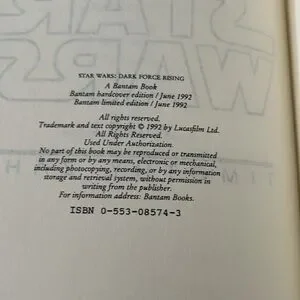 STAR WARS: DARK FORCE RISING
A Bantam Book
Bantam hardcover edition / June 1992
Bantam limited edition / June 1992
All rights reserved.
Trademark and text copyright © 1992 by Lucasfilm Ltd.
All Rights Reserved.
Used Under Authorization.
No part of this book may be reproduced or transmitted
in any form or by any means, electronic or mechanical,
including photocopying, recording, or by any information
storage and retrieval system, without permission in
writing from the publisher.
For information address: Bantam Books.
ISBN 0-553-08574-3